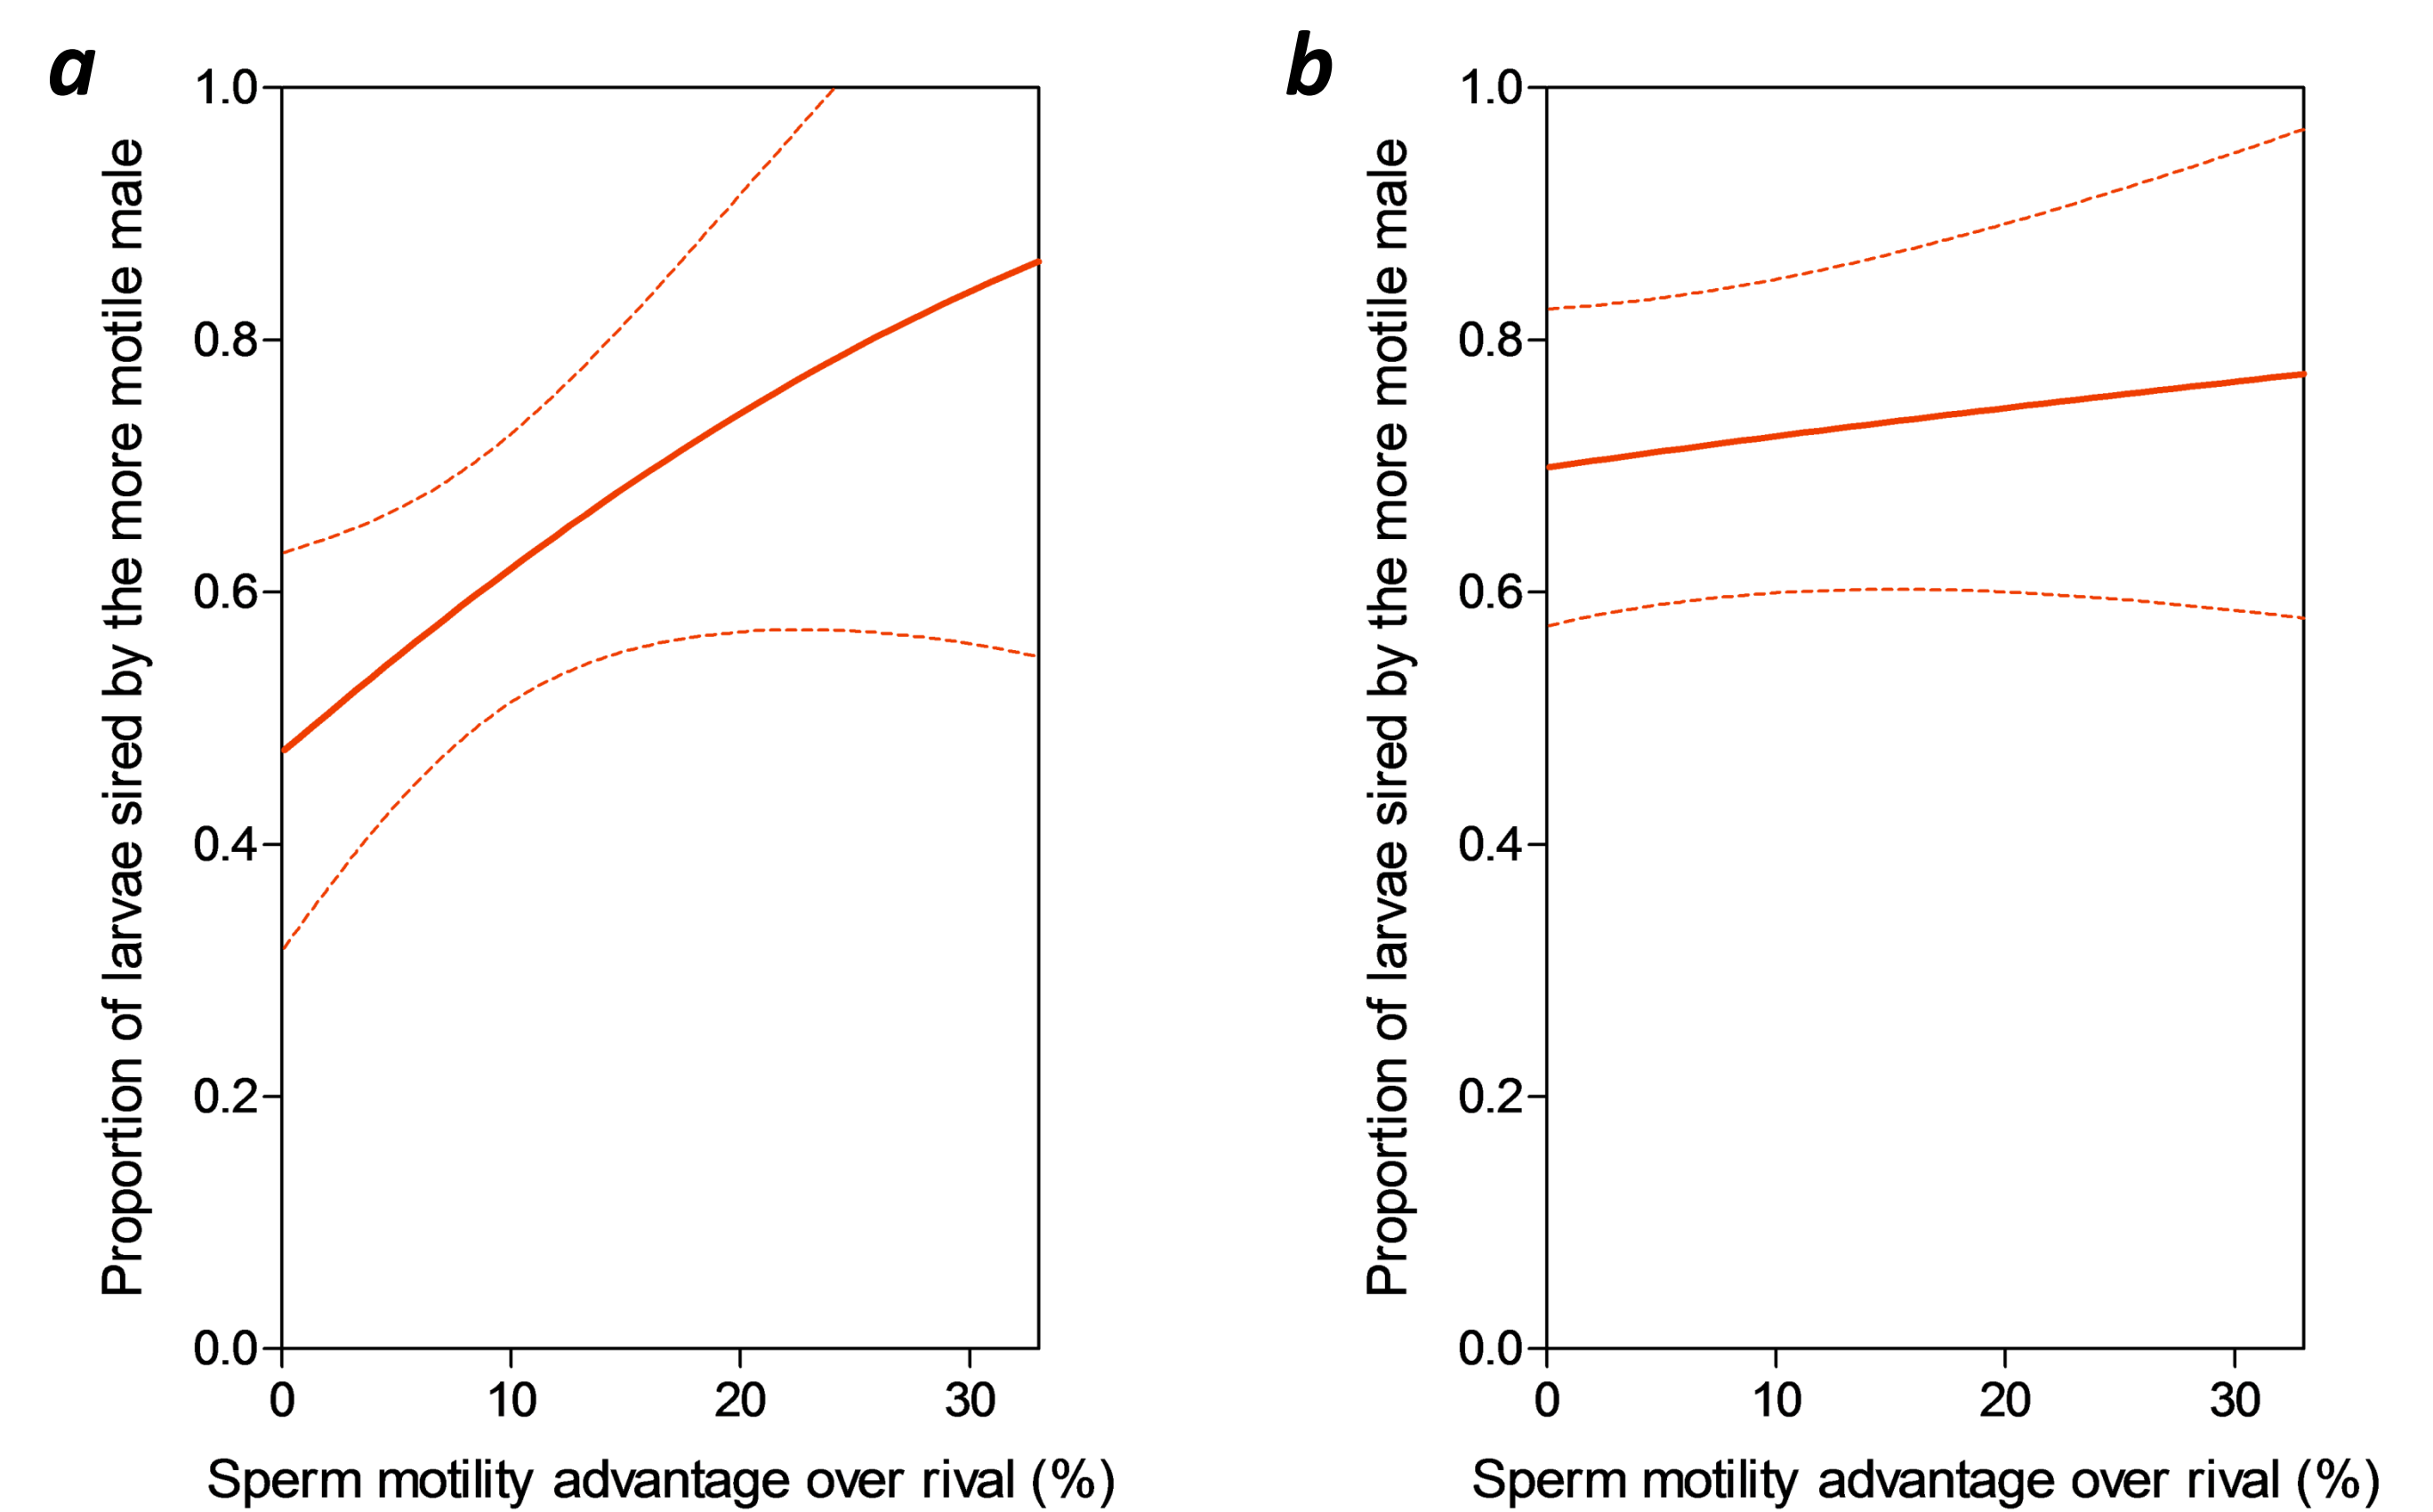 a
1.0
0.8
0.6
0.4
0.2
0.0
0 10 20 30
Proportion of larvae sired by the more motile male
Sperm motility advantage over rival (%)
b
1.0
0.8
0.6
0.4
0.2
0.0
0 10 20 30
Proportion of larvae sired by the more motile male
Sperm motility advantage over rival (%)